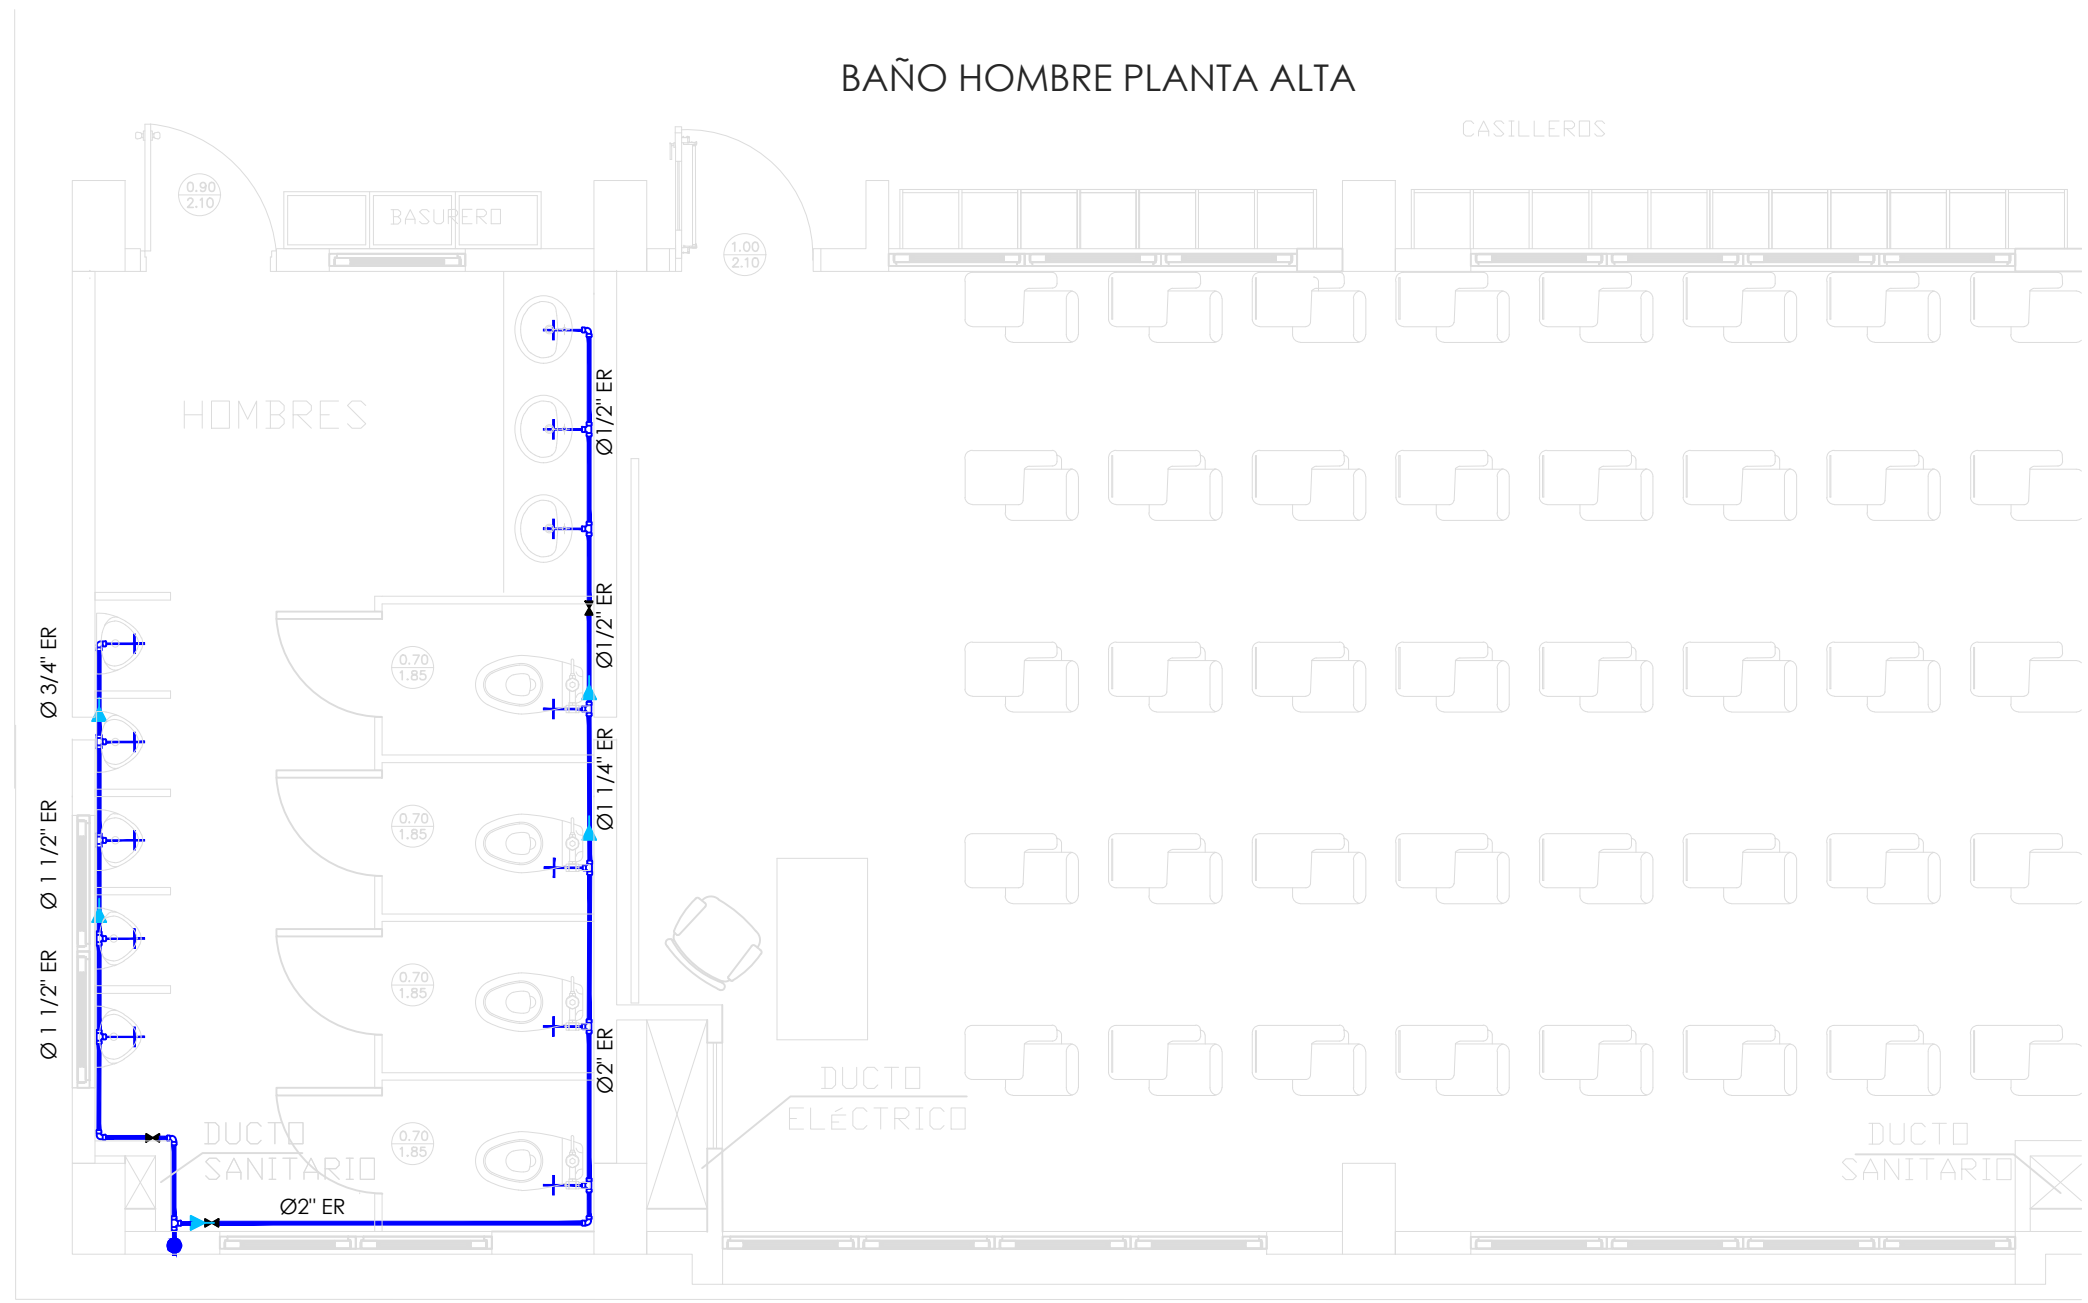 BAÑO HOMBRE PLANTA ALTA
CASILLEROS
0.90
2.10
BASURERO
1.00
2.10
HOMBRES
Ø1/2" ER
Ø1/2" ER
Ø 3/4" ER
0.70
1.85
Ø1 1/4" ER
Ø 1 1/2" ER
0.70
1.85
Ø 1 1/2" ER
0.70
1.85
Ø2" ER
DUCTO
ELéCTRICO
DUCTO
SANITARIO
0.70
1.85
DUCTO
SANITARIO
Ø2" ER